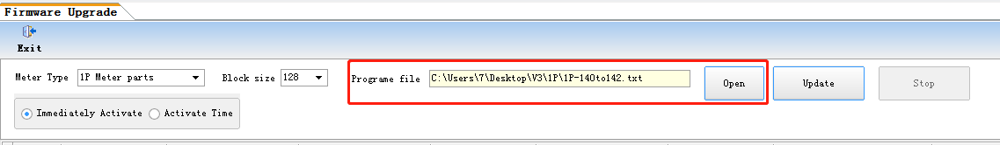 Firmware Upgrade
Exit
Meter Type 1P Meter parts Block size 128 Programe file C:\Users\7\Desktop\V3\1P\1P-140to142.txt Open Update Stop
Immediately Activate Activate Time